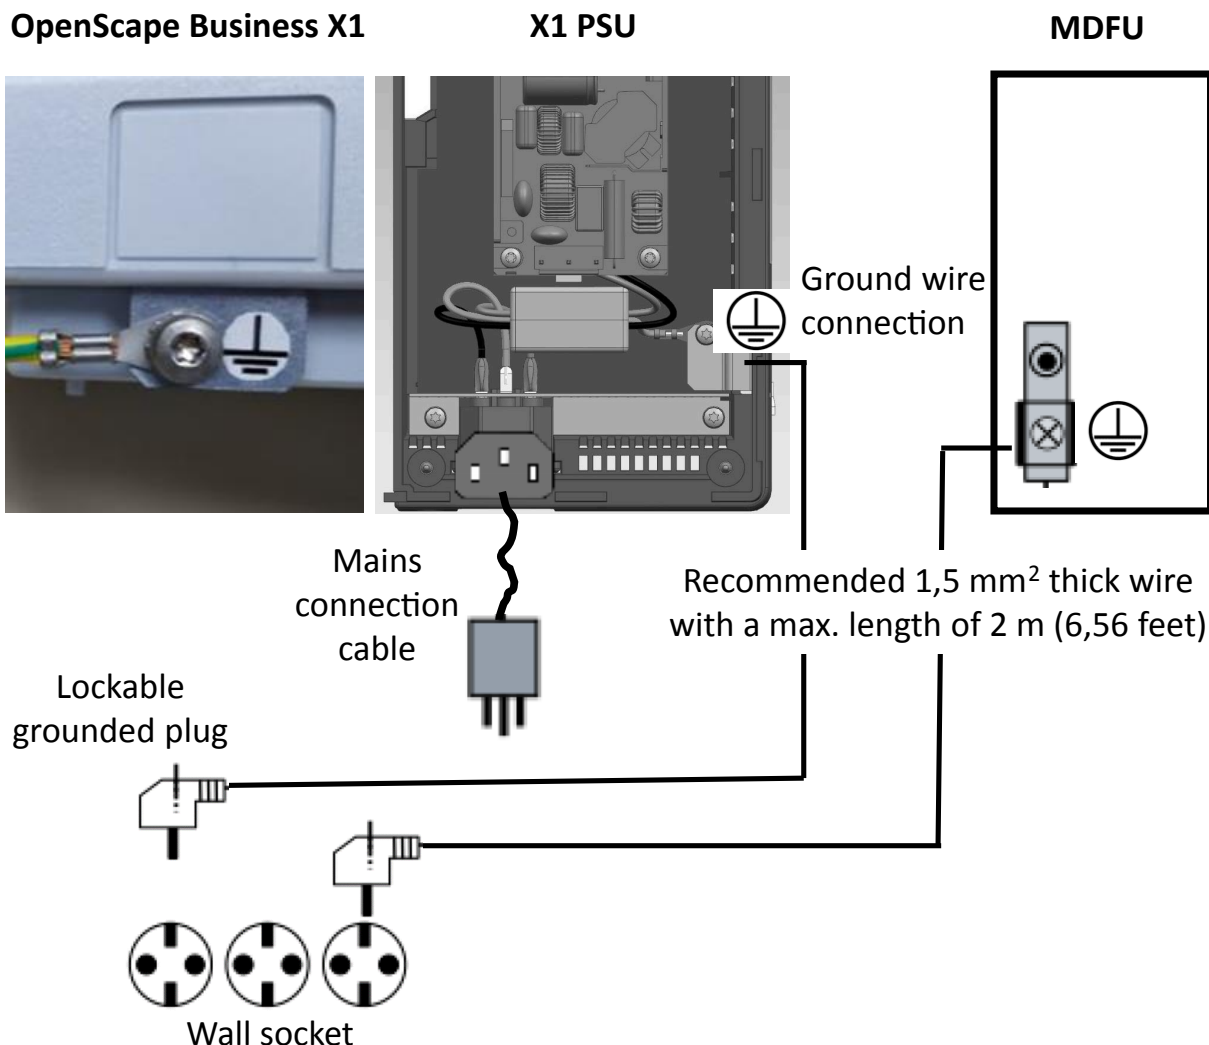 OpenScape Business X1
X1 PSU
MDFU
Ground wire
connection
Mains
connection
cable
Recommended 1,5 mm² thick wire
with a max. length of 2 m (6,56 feet)
Lockable
grounded plug
Wall socket